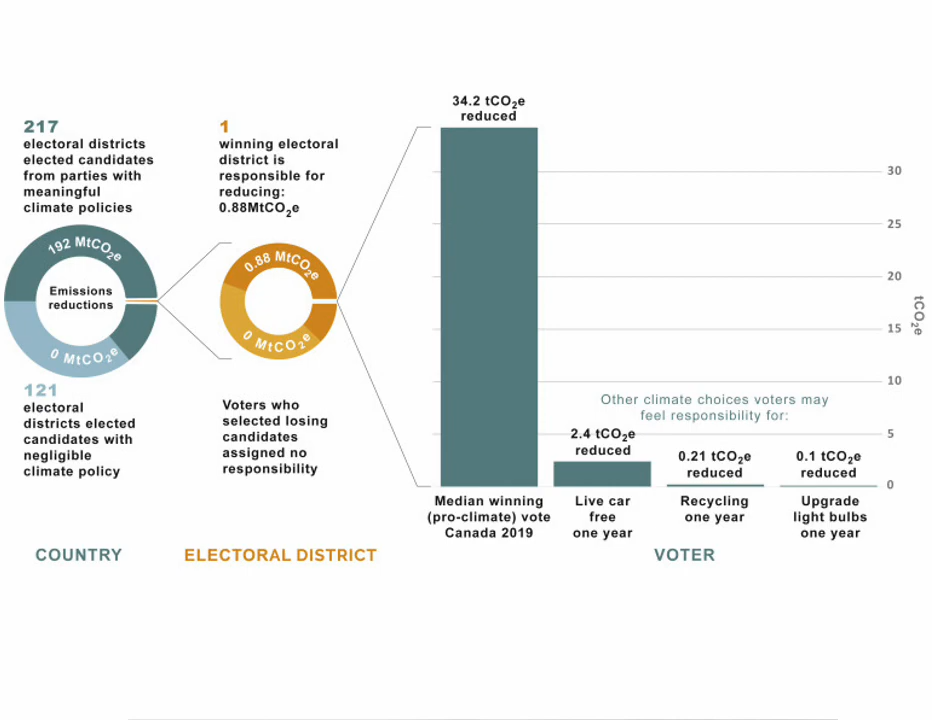 217
electoral districts
elected candidates
from parties with
meaningful
climate policies
192 MtCO2e
Emissions
reductions
0 MtCO2e
121
electoral
districts elected
candidates with
negligible
climate policy
COUNTRY
1
winning electoral
district is
responsible for
reducing:
0.88MtCO2e
0.88 MtCO2e
0 MtCO2e
Voters who
selected losing
candidates
assigned no
responsibility
ELECTORAL DISTRICT
34.2 tCO2e
reduced
30
25
20
15
10
5
0
tCO2e
Other climate choices voters may
feel responsibility for:
2.4 tCO2e
reduced
0.21 tCO2e
reduced
0.1 tCO2e
reduced
Median winning
(pro-climate) vote
Canada 2019
Live car
free
one year
Recycling
one year
Upgrade
light bulbs
one year
VOTER